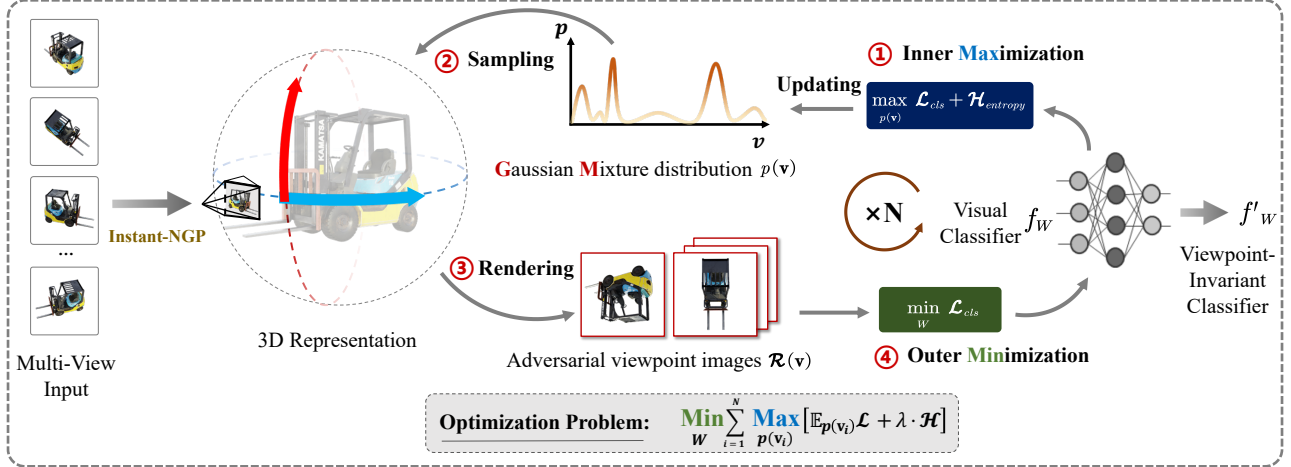 Multi-View
Input
...
Instant-NGP
KAMATSU
3D Representation
② Sampling
p
v
Gaussian Mixture distribution p(v)
Updating
① Inner Maximization
max p(v) 𝓛cls + 𝓗entropy
×N
Visual
Classifier fW
f'W
Viewpoint-
Invariant
Classifier
③ Rendering
Adversarial viewpoint images 𝓡(v)
min W 𝓛cls
④ Outer Minimization
Optimization Problem: Min W ∑ i=1 N Max p(vi) [𝔼p(vi)𝓛 + λ · 𝓗]